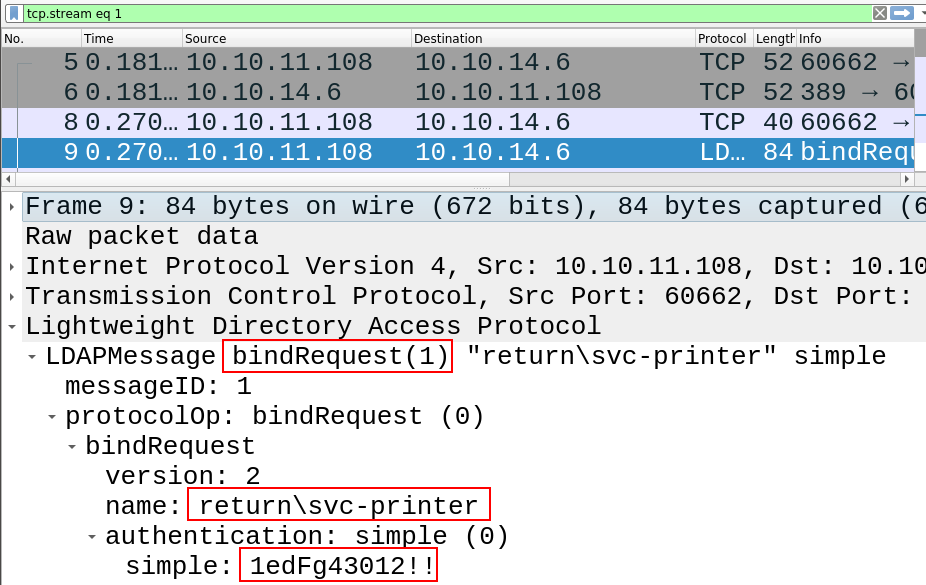 tcp.stream eq 1
No. Time Source Destination Protocol Length Info
5 0.181… 10.10.11.108 10.10.14.6 TCP 52 60662 →
6 0.181… 10.10.14.6 10.10.11.108 TCP 52 389 → 60
8 0.270… 10.10.11.108 10.10.14.6 TCP 40 60662 →
9 0.270… 10.10.11.108 10.10.14.6 LD… 84 bindRequ
Frame 9: 84 bytes on wire (672 bits), 84 bytes captured (6
Raw packet data
Internet Protocol Version 4, Src: 10.10.11.108, Dst: 10.10
Transmission Control Protocol, Src Port: 60662, Dst Port:
Lightweight Directory Access Protocol
LDAPMessage bindRequest(1) "return\svc-printer" simple
messageID: 1
protocolOp: bindRequest (0)
bindRequest
version: 2
name: return\svc-printer
authentication: simple (0)
simple: 1edFg43012!!